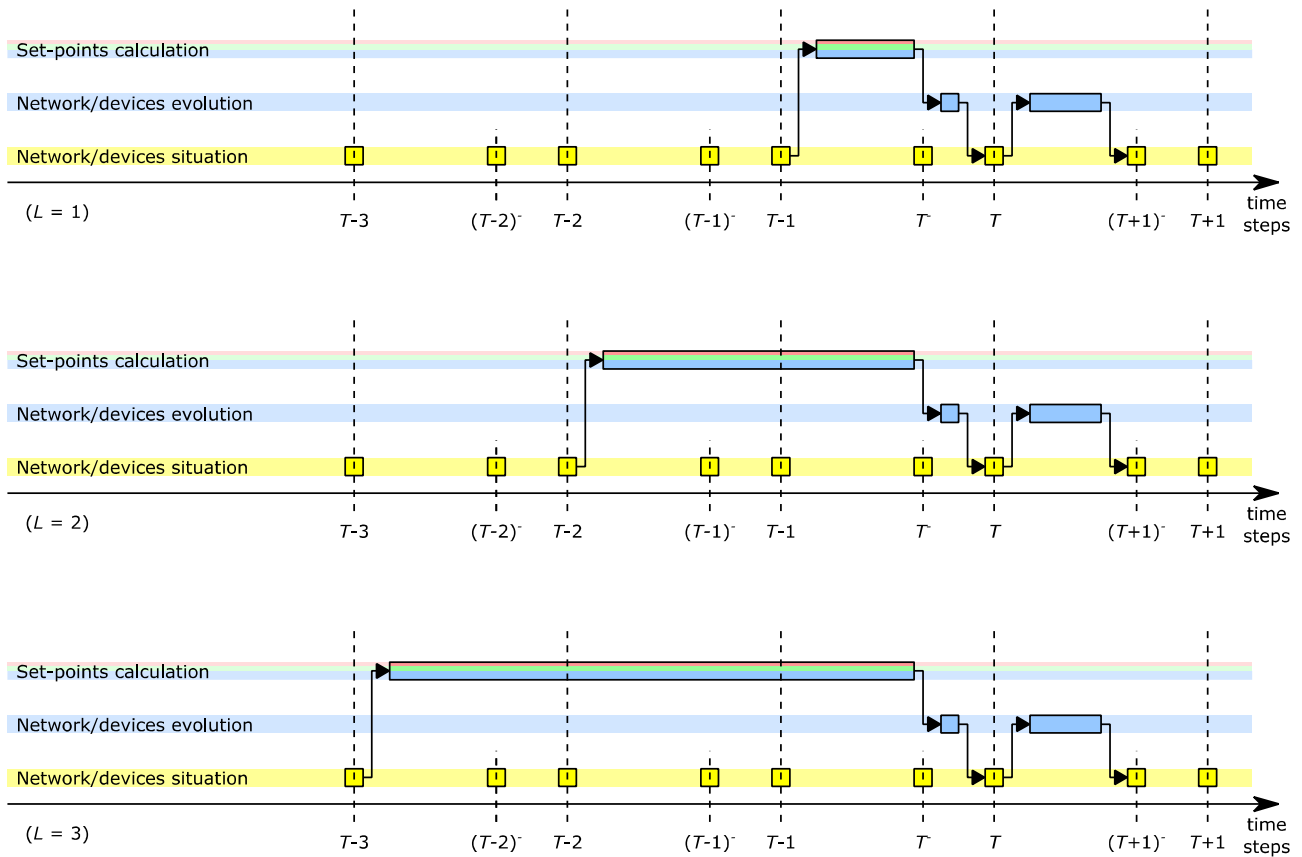 Set-points calculation
Network/devices evolution
Network/devices situation
(L = 1)
T-3 (T-2)⁻ T-2 (T-1)⁻ T-1 T⁻ T (T+1)⁻ T+1
time
steps
Set-points calculation
Network/devices evolution
Network/devices situation
(L = 2)
T-3 (T-2)⁻ T-2 (T-1)⁻ T-1 T⁻ T (T+1)⁻ T+1
time
steps
Set-points calculation
Network/devices evolution
Network/devices situation
(L = 3)
T-3 (T-2)⁻ T-2 (T-1)⁻ T-1 T⁻ T (T+1)⁻ T+1
time
steps